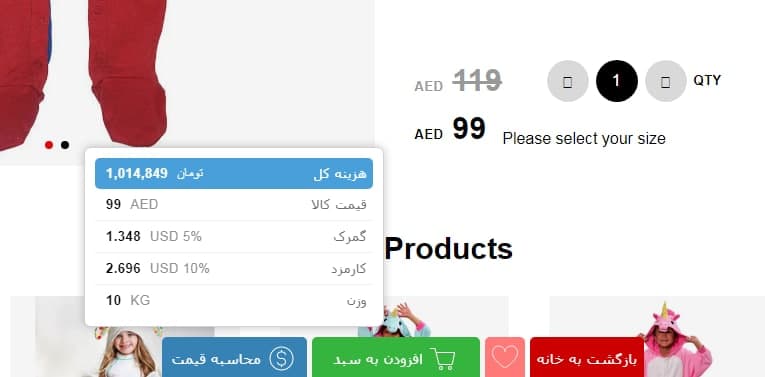 AED 119
1
QTY
AED 99
Please select your size
هزینه کل 1,014,849 تومان
قیمت کالا 99 AED
گمرک 1.348 USD 5%
کارمزد 2.696 USD 10%
وزن 10 KG
Products
محاسبه قیمت
افزودن به سبد
بازگشت به خانه